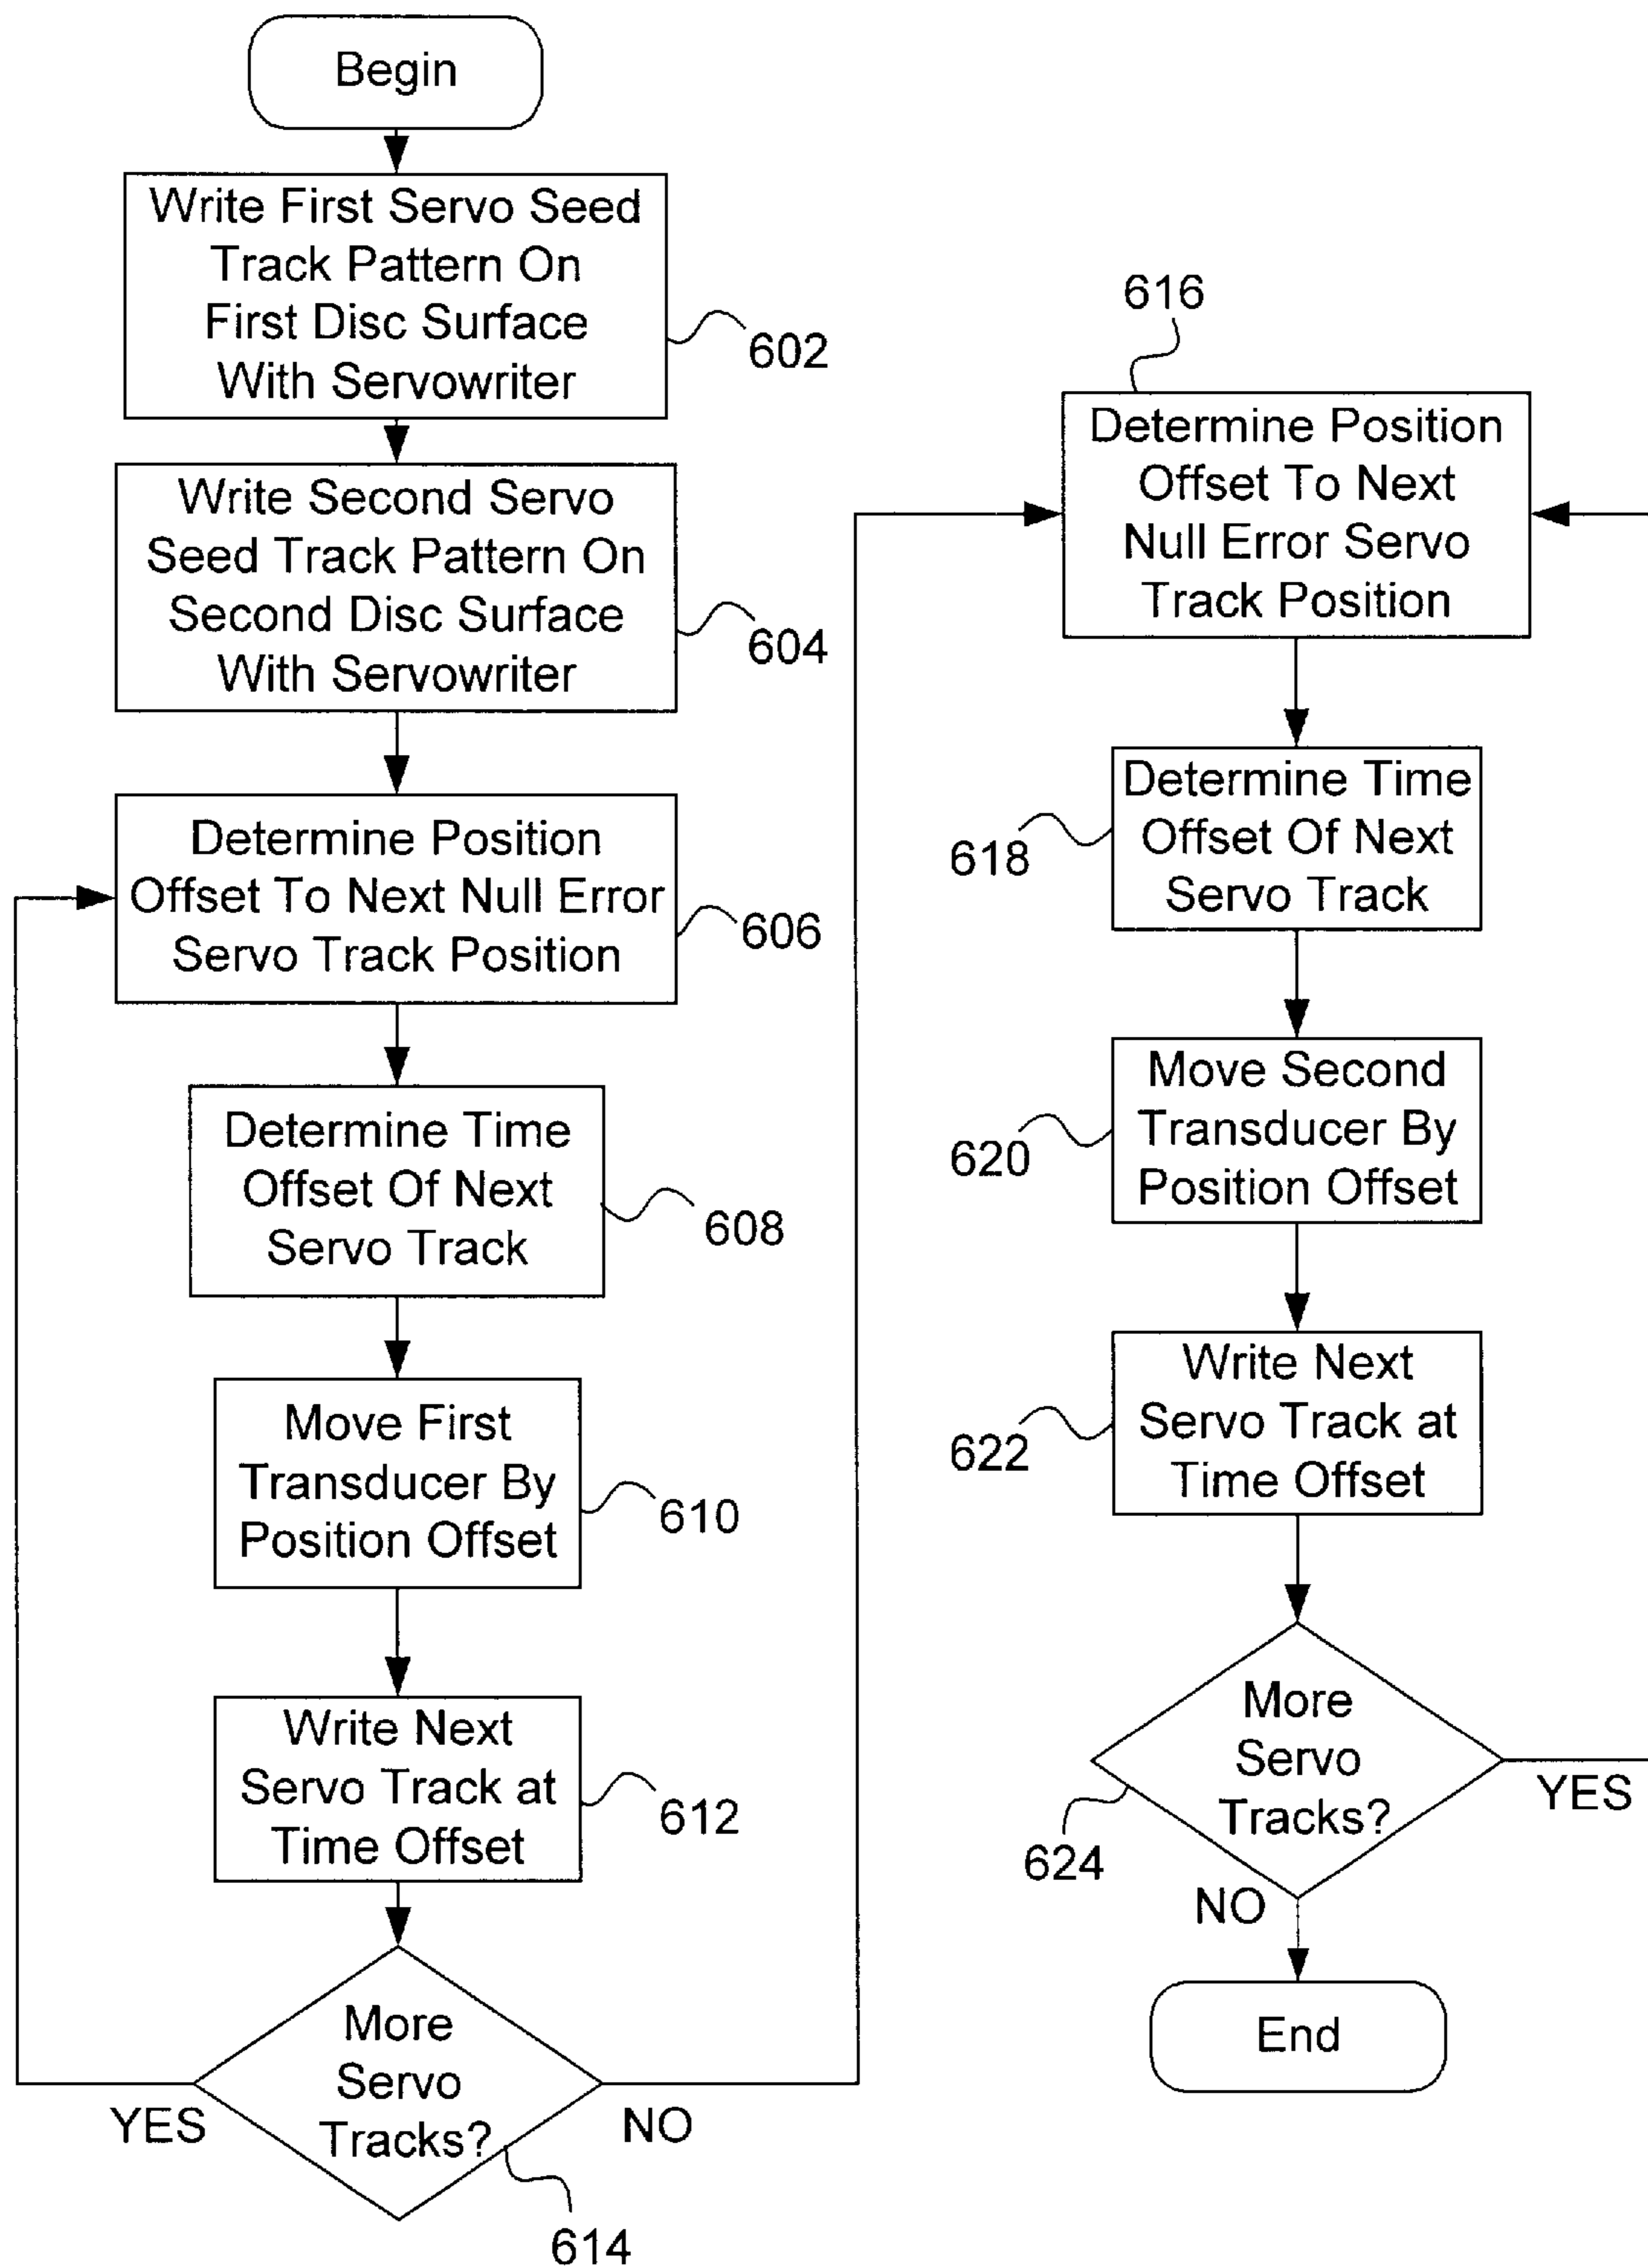 Begin
Write First Servo Seed
Track Pattern On
First Disc Surface
With Servowriter
602
Write Second Servo
Seed Track Pattern On
Second Disc Surface
With Servowriter
604
Determine Position
Offset To Next Null Error
Servo Track Position
606
Determine Time
Offset Of Next
Servo Track
608
Move First
Transducer By
Position Offset
610
Write Next
Servo Track at
Time Offset
612
More
Servo
Tracks?
YES
NO
614
616
Determine Position
Offset To Next
Null Error Servo
Track Position
Determine Time
Offset Of Next
Servo Track
618
Move Second
Transducer By
Position Offset
620
Write Next
Servo Track at
Time Offset
622
More
Servo
Tracks?
YES
624
NO
End